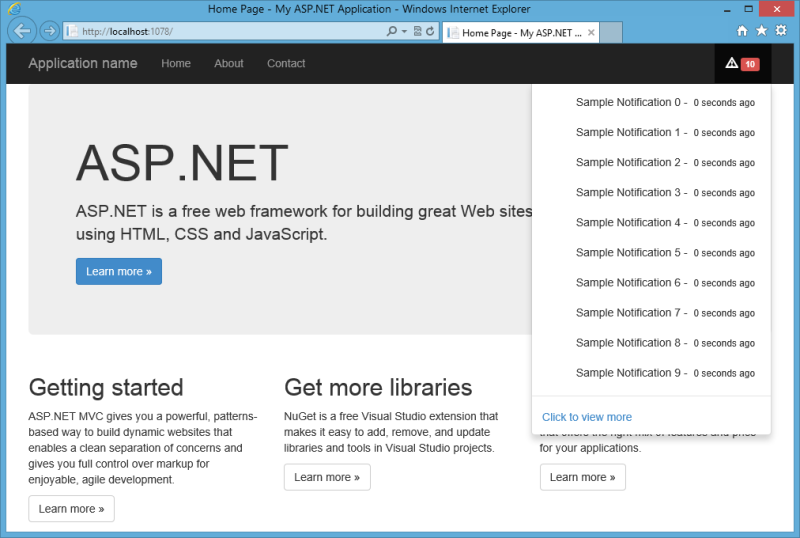 Home Page - My ASP.NET Application - Windows Internet Explorer
http://localhost:1078/
Home Page - My ASP.NET ...
Application name
Home
About
Contact
10
Sample Notification 0 - 0 seconds ago
Sample Notification 1 - 0 seconds ago
Sample Notification 2 - 0 seconds ago
Sample Notification 3 - 0 seconds ago
Sample Notification 4 - 0 seconds ago
Sample Notification 5 - 0 seconds ago
Sample Notification 6 - 0 seconds ago
Sample Notification 7 - 0 seconds ago
Sample Notification 8 - 0 seconds ago
Sample Notification 9 - 0 seconds ago
Click to view more
ASP.NET
ASP.NET is a free web framework for building great Web sites
using HTML, CSS and JavaScript.
Learn more »
Getting started
ASP.NET MVC gives you a powerful, patterns-
based way to build dynamic websites that
enables a clean separation of concerns and
gives you full control over markup for
enjoyable, agile development.
Learn more »
Get more libraries
NuGet is a free Visual Studio extension that
makes it easy to add, remove, and update
libraries and tools in Visual Studio projects.
Learn more »
that offers the right mix of features and price
for your applications.
Learn more »